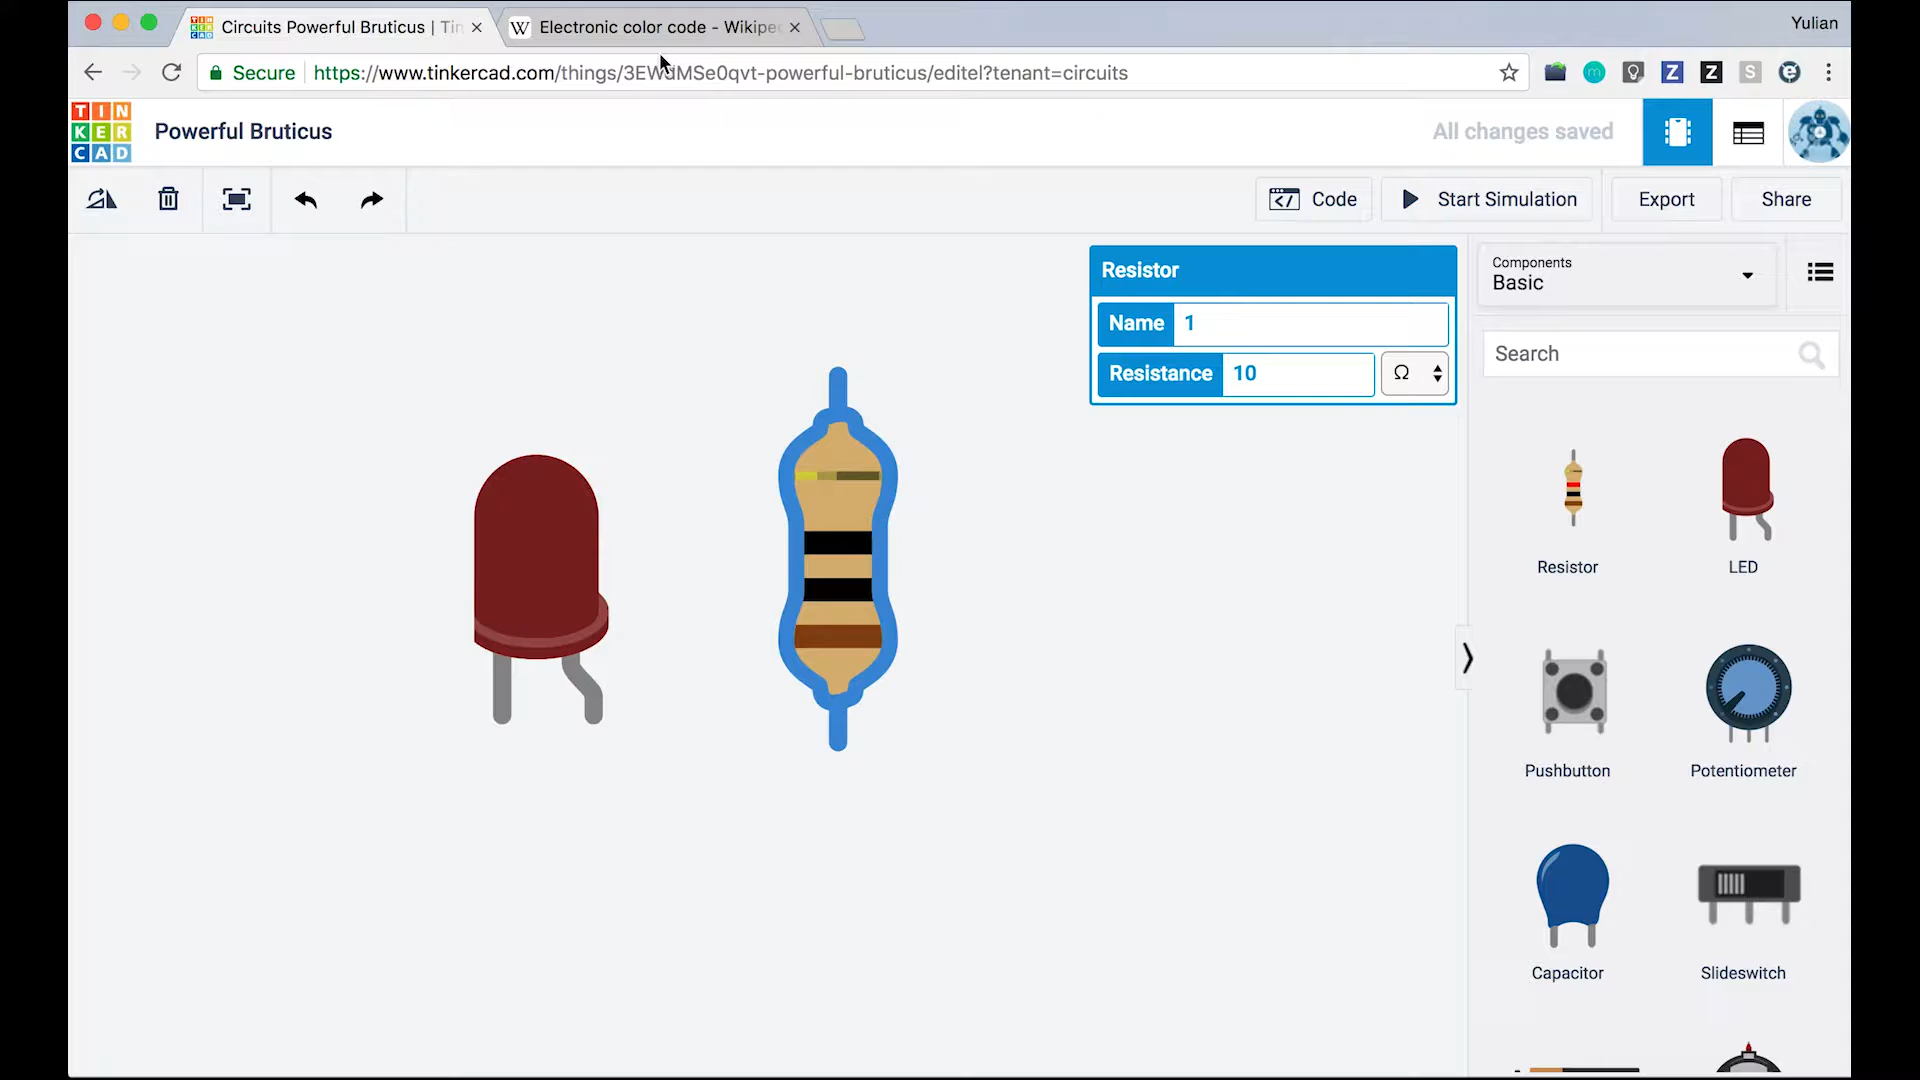 Circuits Powerful Bruticus | Tin
Electronic color code - Wikipe
Yulian
Secure
https://www.tinkercad.com/things/3EWdMSe0qvt-powerful-bruticus/editel?tenant=circuits
TIN
KER
CAD
Powerful Bruticus
All changes saved
Code
Start Simulation
Export
Share
Resistor
Name 1
Resistance 10 Ω
Components
Basic
Search
Resistor
LED
Pushbutton
Potentiometer
Capacitor
Slideswitch